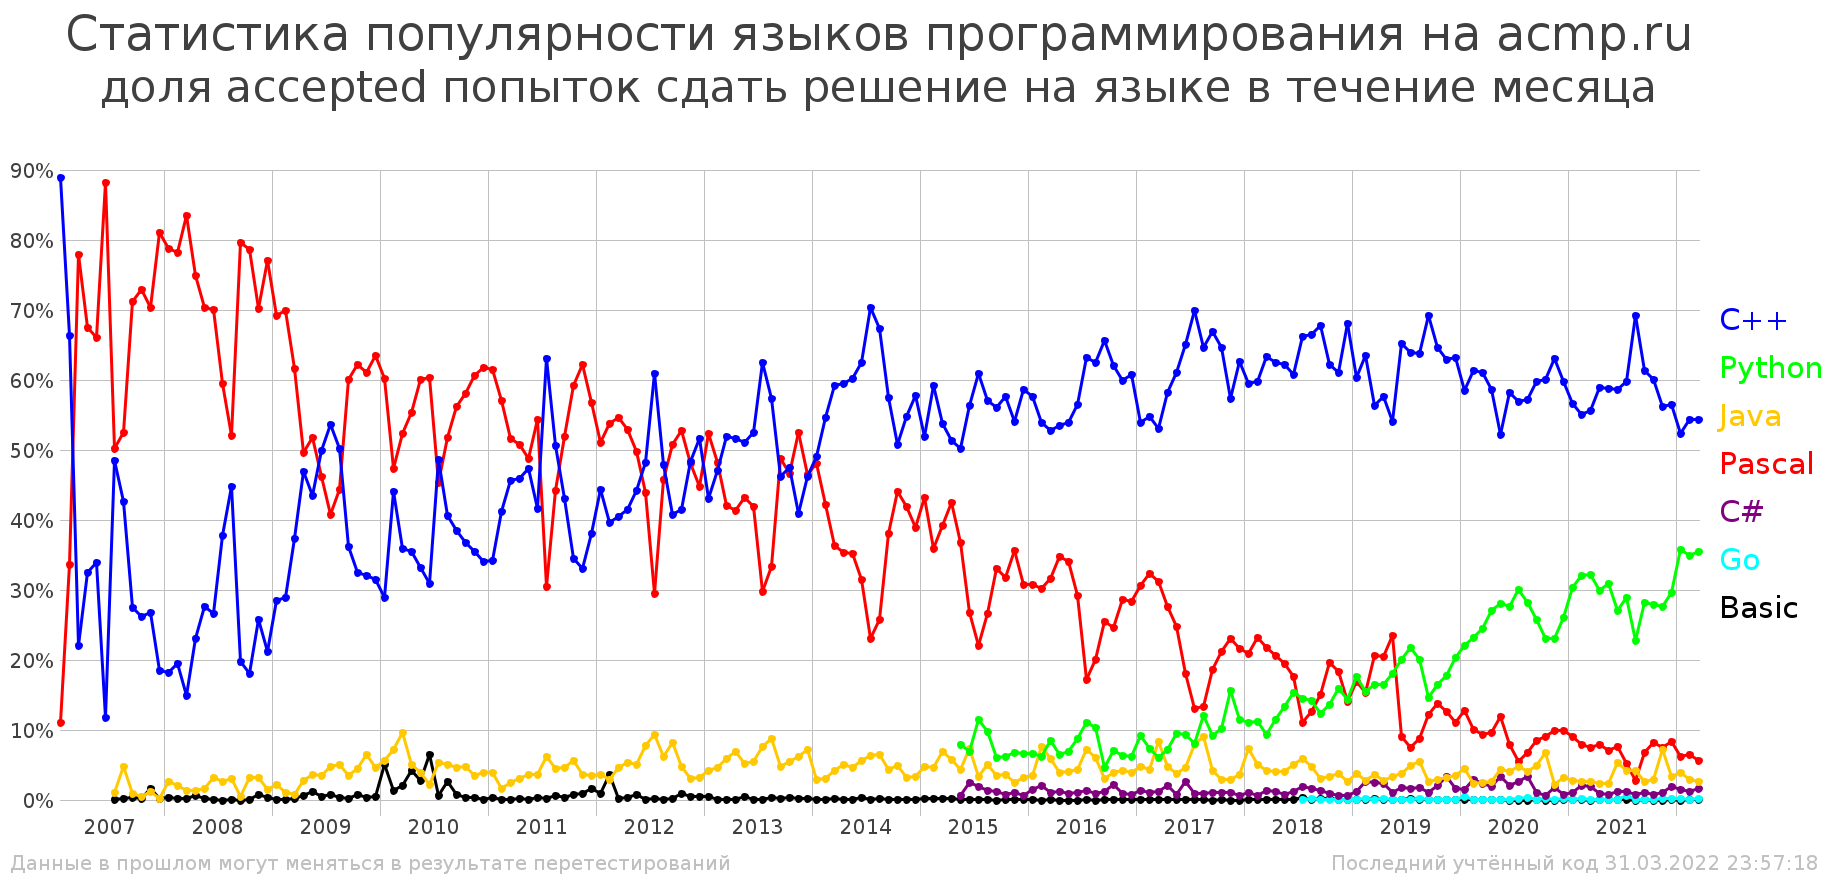 Статистика популярности языков программирования на acmp.ru
доля accepted попыток сдать решение на языке в течение месяца
90%
80%
70%
60%
50%
40%
30%
20%
10%
0%
C++
Python
Java
Pascal
C#
Go
Basic
2007 2008 2009 2010 2011 2012 2013 2014 2015 2016 2017 2018 2019 2020 2021
Данные в прошлом могут меняться в результате перетестирований
Последний учтённый код 31.03.2022 23:57:18